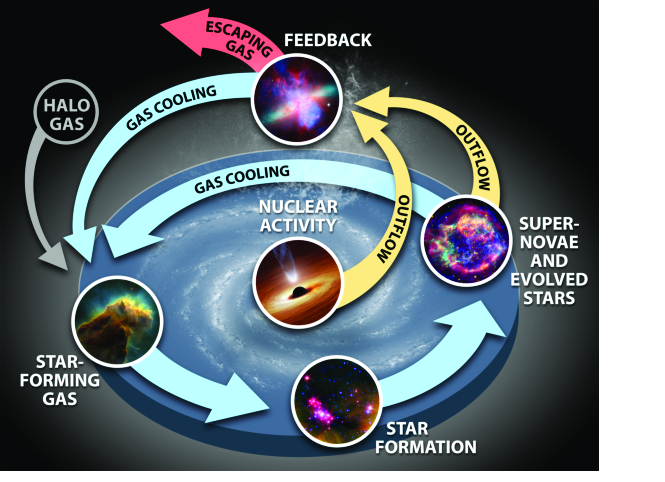 ESCAPING
GAS
FEEDBACK
HALO
GAS
GAS COOLING
OUTFLOW
GAS COOLING
NUCLEAR
ACTIVITY
OUTFLOW
SUPER-
NOVAE
AND
EVOLVED
STARS
STAR-
FORMING
GAS
STAR
FORMATION